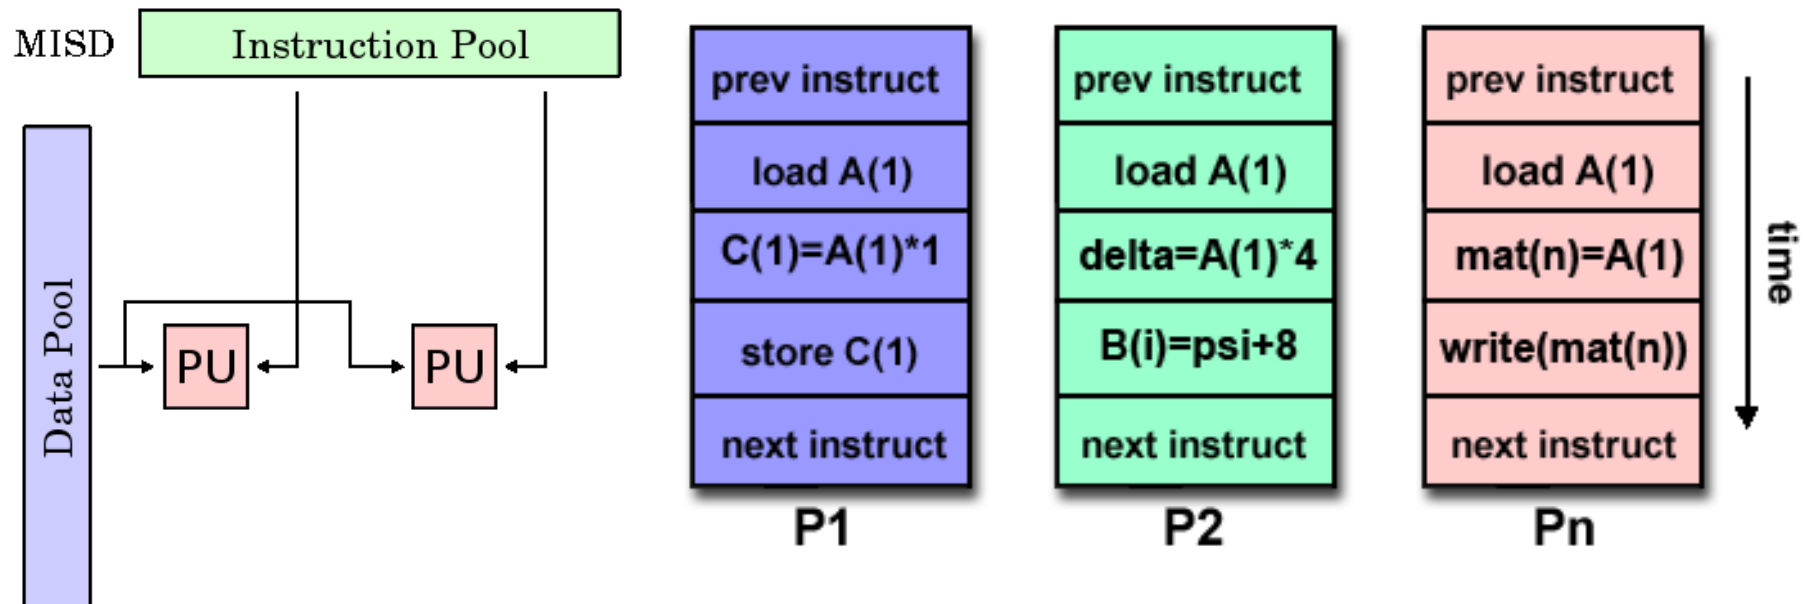 MISD
Instruction Pool
Data Pool
PU
PU
prev instruct
load A(1)
C(1)=A(1)*1
store C(1)
next instruct
P1
prev instruct
load A(1)
delta=A(1)*4
B(i)=psi+8
next instruct
P2
prev instruct
load A(1)
mat(n)=A(1)
write(mat(n))
next instruct
Pn
time